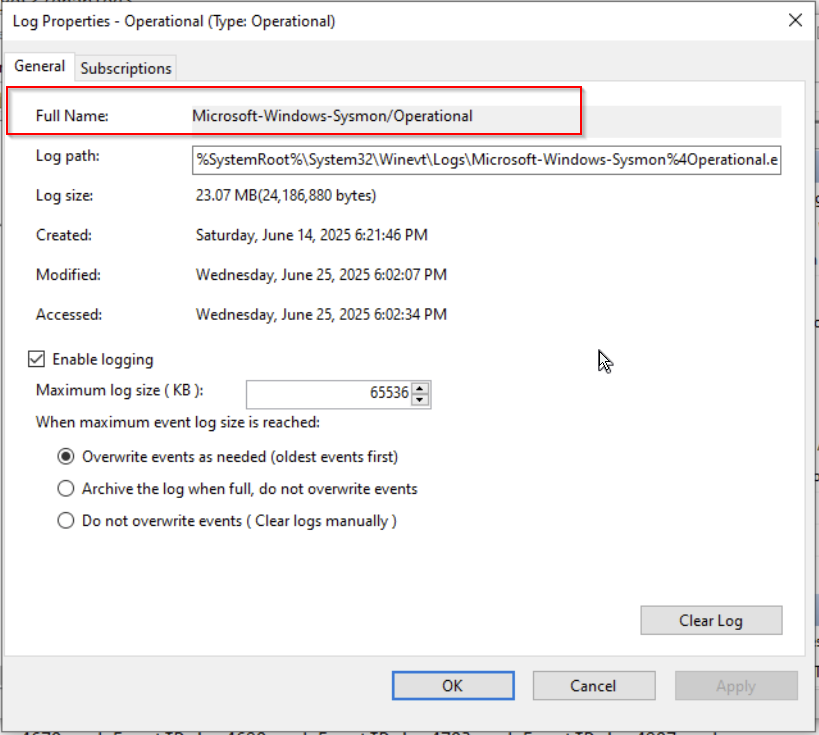 Log Properties - Operational (Type: Operational)
General Subscriptions
Full Name: Microsoft-Windows-Sysmon/Operational
Log path: %SystemRoot%\System32\Winevt\Logs\Microsoft-Windows-Sysmon%4Operational.e
Log size: 23.07 MB(24,186,880 bytes)
Created: Saturday, June 14, 2025 6:21:46 PM
Modified: Wednesday, June 25, 2025 6:02:07 PM
Accessed: Wednesday, June 25, 2025 6:02:34 PM
Enable logging
Maximum log size ( KB ): 65536
When maximum event log size is reached:
Overwrite events as needed (oldest events first)
Archive the log when full, do not overwrite events
Do not overwrite events ( Clear logs manually )
Clear Log
OK Cancel Apply